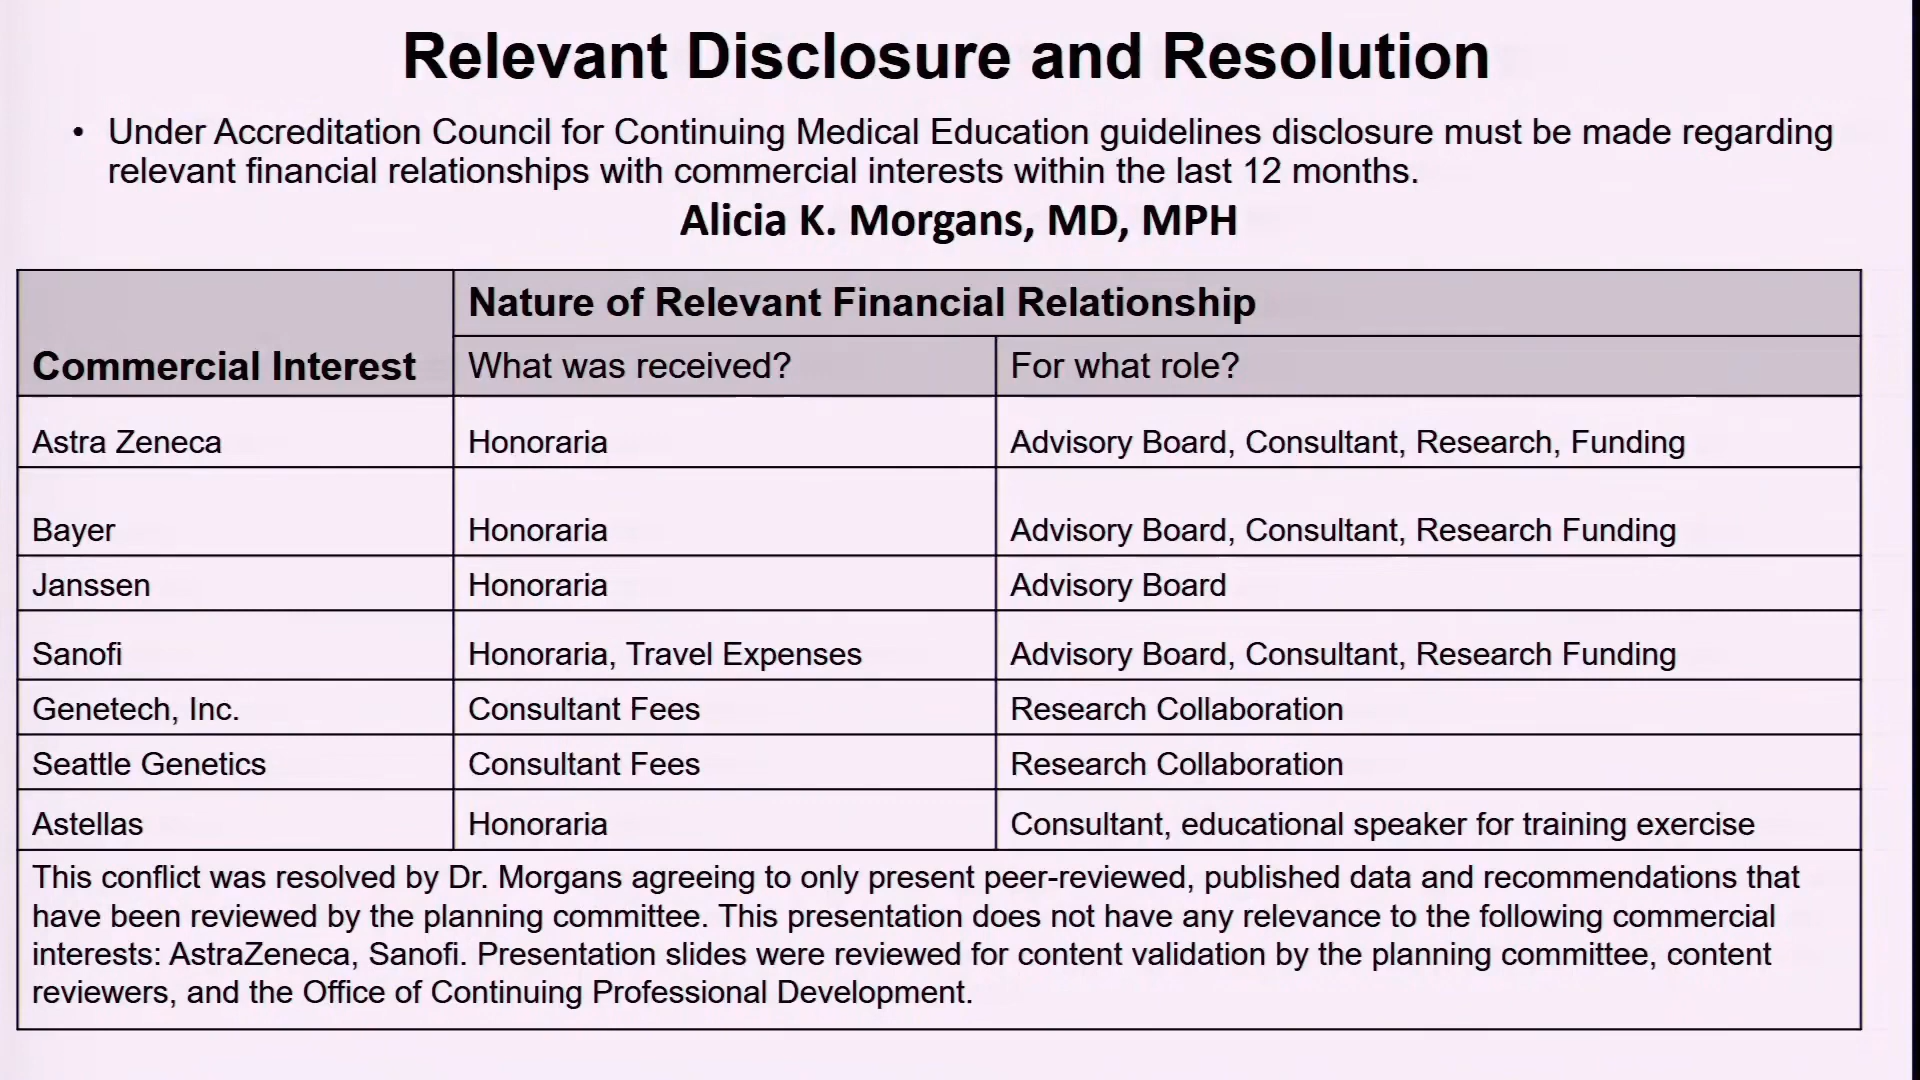 Relevant Disclosure and Resolution
• Under Accreditation Council for Continuing Medical Education guidelines disclosure must be made regarding
relevant financial relationships with commercial interests within the last 12 months.
Alicia K. Morgans, MD, MPH
Commercial Interest
Nature of Relevant Financial Relationship
What was received?
For what role?
Astra Zeneca
Honoraria
Advisory Board, Consultant, Research, Funding
Bayer
Honoraria
Advisory Board, Consultant, Research Funding
Janssen
Honoraria
Advisory Board
Sanofi
Honoraria, Travel Expenses
Advisory Board, Consultant, Research Funding
Genetech, Inc.
Consultant Fees
Research Collaboration
Seattle Genetics
Consultant Fees
Research Collaboration
Astellas
Honoraria
Consultant, educational speaker for training exercise
This conflict was resolved by Dr. Morgans agreeing to only present peer-reviewed, published data and recommendations that
have been reviewed by the planning committee. This presentation does not have any relevance to the following commercial
interests: AstraZeneca, Sanofi. Presentation slides were reviewed for content validation by the planning committee, content
reviewers, and the Office of Continuing Professional Development.